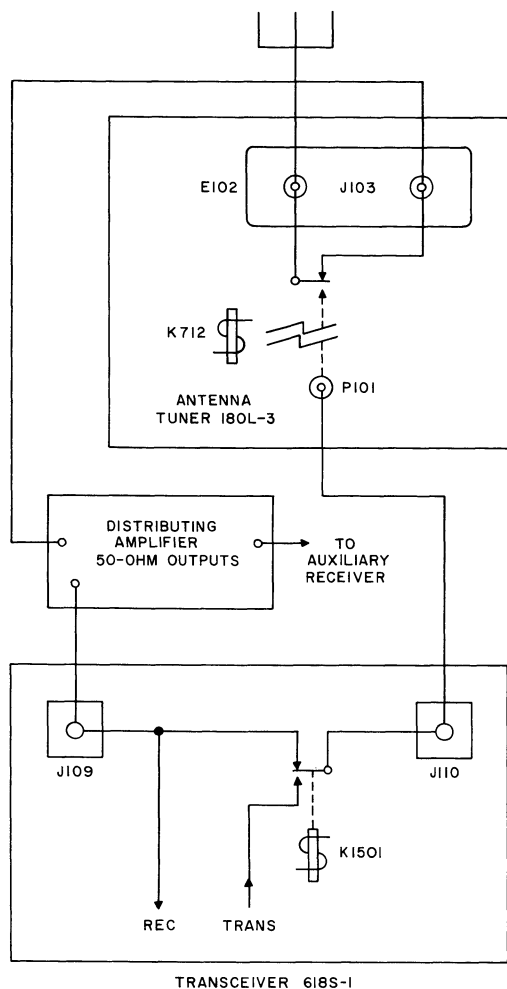 E102
J103
K712
P101
ANTENNA
TUNER 180L-3
DISTRIBUTING
AMPLIFIER
50-OHM OUTPUTS
TO
AUXILIARY
RECEIVER
J109
J110
K1501
REC
TRANS
TRANSCEIVER 618S-1